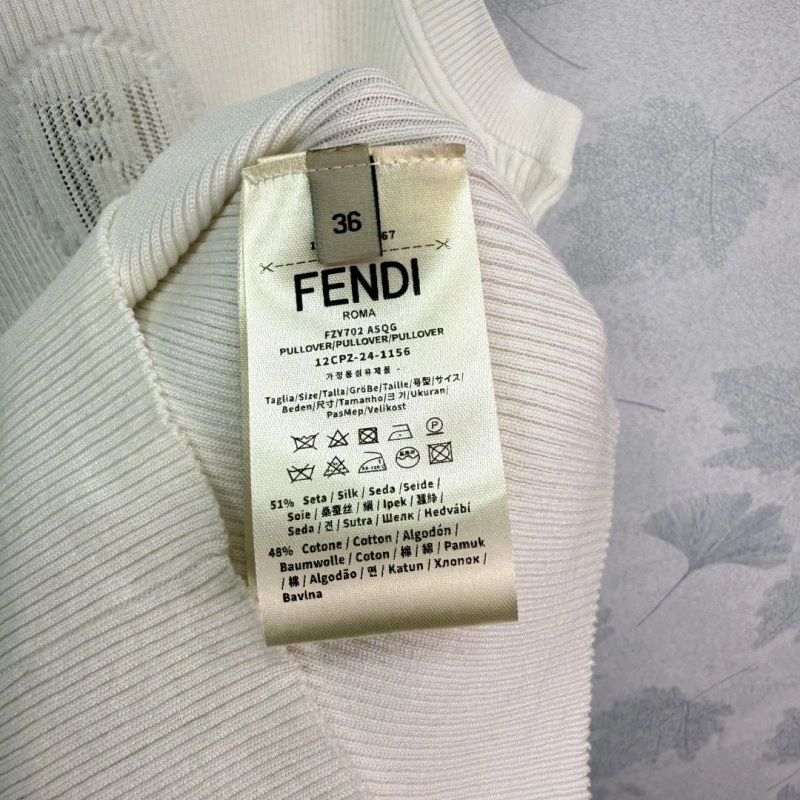 36
67
FENDI
ROMA
FZY702 ASQG
PULLOVER/PULLOVER/PULLOVER
12CPZ-24-1156
가정용섬유제품
Taglia/Size/Talla/Größe/Taille/号型/サイズ/
Beden/尺寸/Tamanho/크기/Ukuran/
РазМер/Velikost
P
51% Seta / Silk / Seda / Seide /
Soie / 桑蚕丝 / 絹 / Ipek / 蠶絲 /
Seda / 견 / Sutra / Шелк / Hedvábí
48% Cotone / Cotton / Algodón /
Baumwolle / Coton / 棉 / 綿 / Pamuk
/ 棉 / Algodão / 면 / Katun / Хлопок /
Bavlna